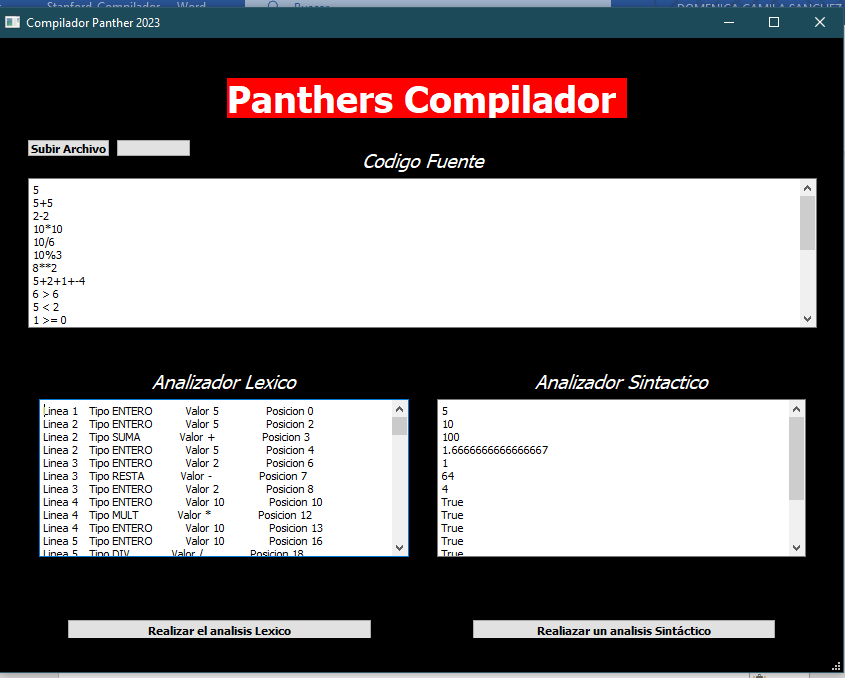 Stanford_Compilador - Word
Buscar
DOMENICA CAMILA SANCHEZ
Compilador Panther 2023
Panthers Compilador
Subir Archivo
Codigo Fuente
5
5+5
2-2
10*10
10/6
10%3
8**2
5+2+1+-4
6 > 6
5 < 2
1 >= 0
Analizador Lexico
Linea 1 Tipo ENTERO Valor 5 Posicion 0
Linea 2 Tipo ENTERO Valor 5 Posicion 2
Linea 2 Tipo SUMA Valor + Posicion 3
Linea 2 Tipo ENTERO Valor 5 Posicion 4
Linea 3 Tipo ENTERO Valor 2 Posicion 6
Linea 3 Tipo RESTA Valor - Posicion 7
Linea 3 Tipo ENTERO Valor 2 Posicion 8
Linea 4 Tipo ENTERO Valor 10 Posicion 10
Linea 4 Tipo MULT Valor * Posicion 12
Linea 4 Tipo ENTERO Valor 10 Posicion 13
Linea 5 Tipo ENTERO Valor 10 Posicion 16
Linea 5 Tipo DIV Valor / Posicion 18
Analizador Sintactico
5
10
100
1.6666666666666667
1
64
4
True
True
True
True
Realizar el analisis Lexico
Realiazar un analisis Sintáctico